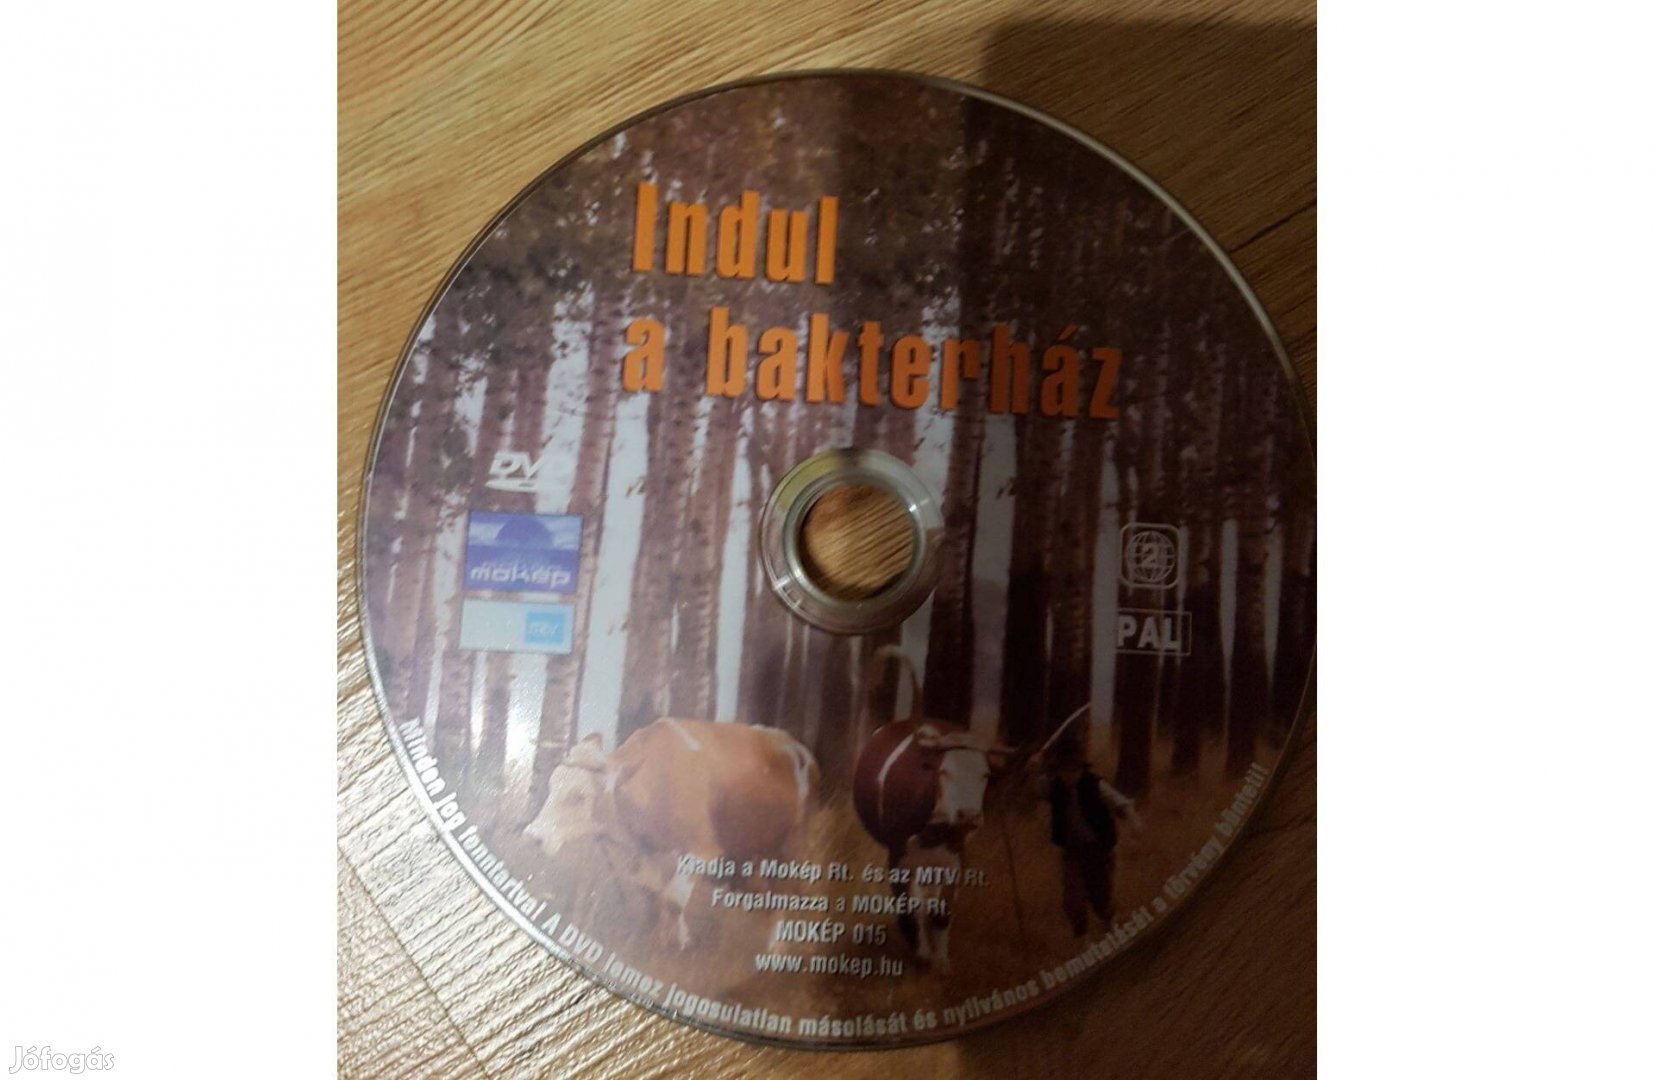 Indul
a bakterház
DVD
mokép
mtv
2
PAL
Kiadja a Mokép Rt. és az MTV Rt.
Forgalmazza a MOKÉP Rt.
MOKÉP 015
www.mokep.hu
Minden jog fenntartva! A DVD lemez jogosulatlan másolását és nyilvános bemutatását a törvény bünteti!
Jófogás